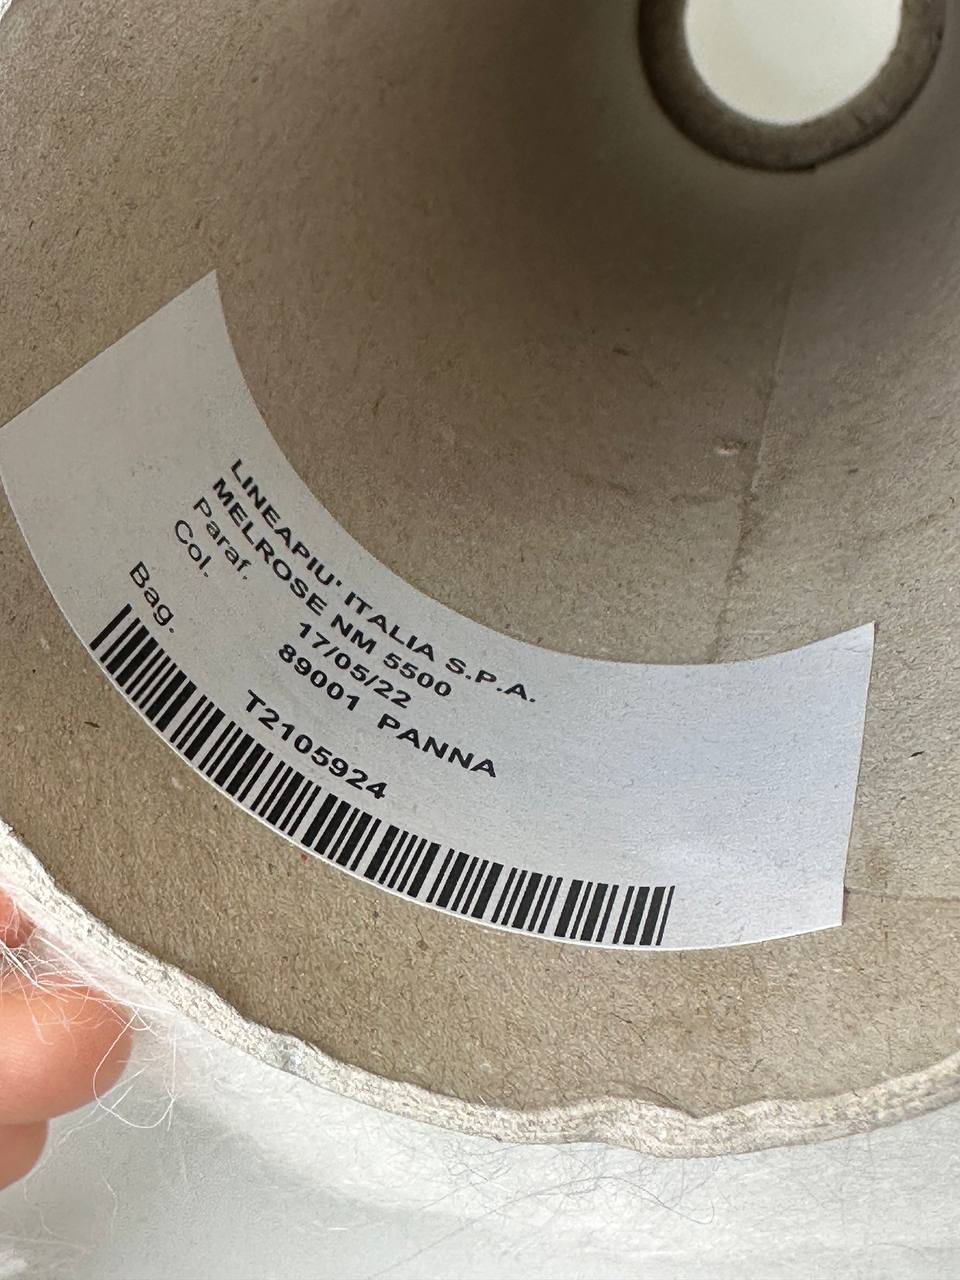 LINEAPIU' ITALIA S.P.A.
MELROSE NM 5500
Paraf. 17/05/22
Col. 89001 PANNA
Bag. T2105924